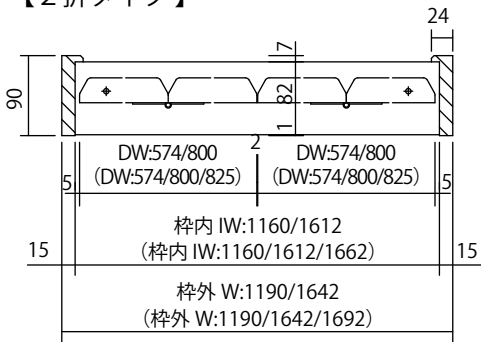 【2折タイプ】
24
7
90
82
1
2
DW:574/800 DW:574/800
(DW:574/800/825) (DW:574/800/825)
5 5
枠内 IW:1160/1612
15 (枠内 IW:1160/1612/1662) 15
枠外 W:1190/1642
(枠外 W:1190/1642/1692)